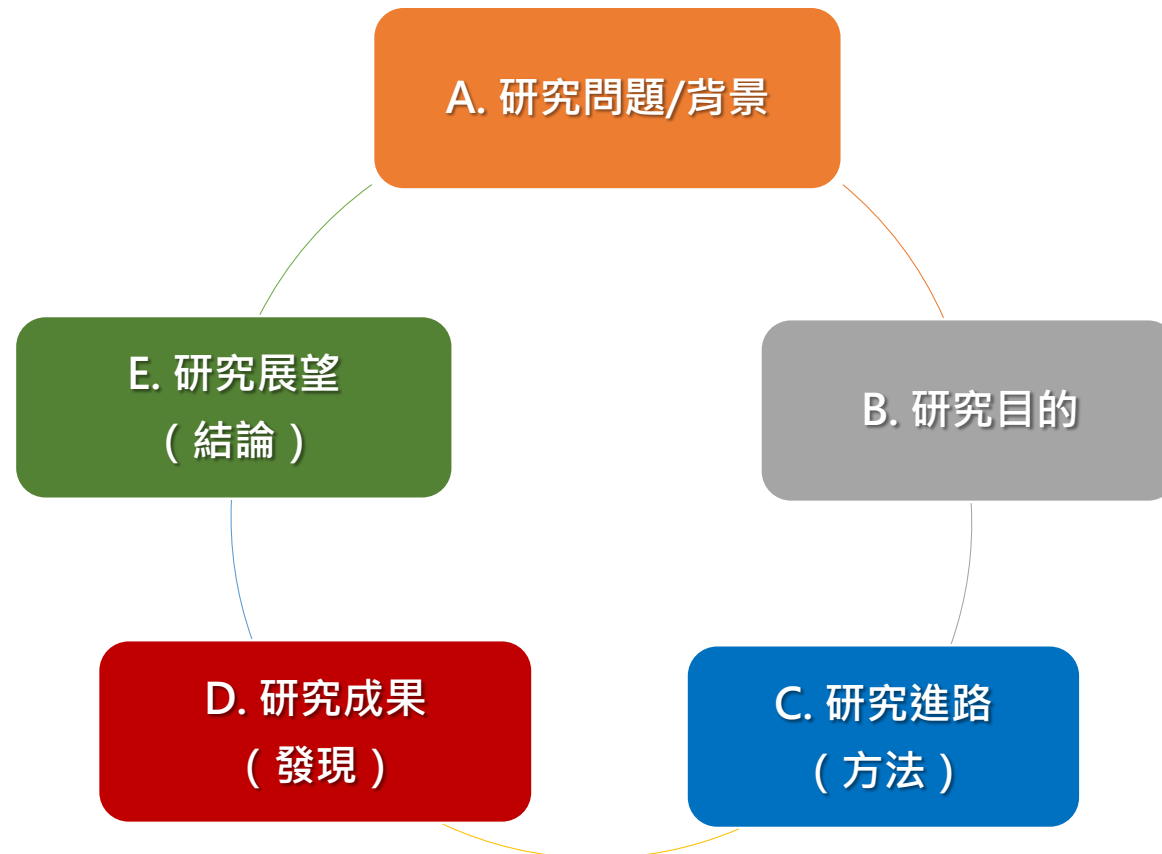 A. 研究問題/背景
B. 研究目的
C. 研究進路
（方法）
D. 研究成果
（發現）
E. 研究展望
（結論）